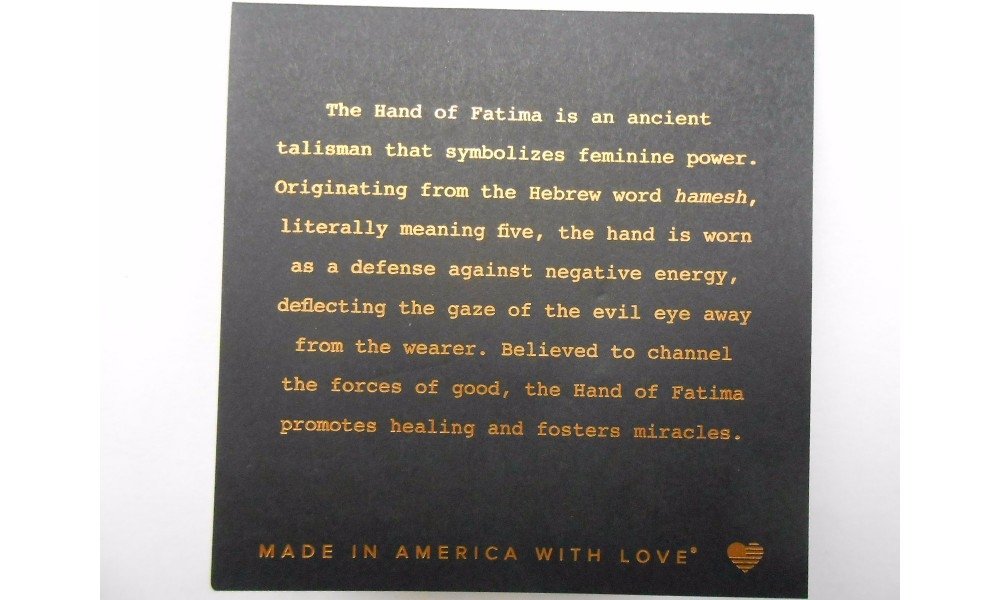 The Hand of Fatima is an ancient
talisman that symbolizes feminine power.
Originating from the Hebrew word hamesh,
literally meaning five, the hand is worn
as a defense against negative energy,
deflecting the gaze of the evil eye away
from the wearer. Believed to channel
the forces of good, the Hand of Fatima
promotes healing and fosters miracles.
MADE IN AMERICA WITH LOVE®